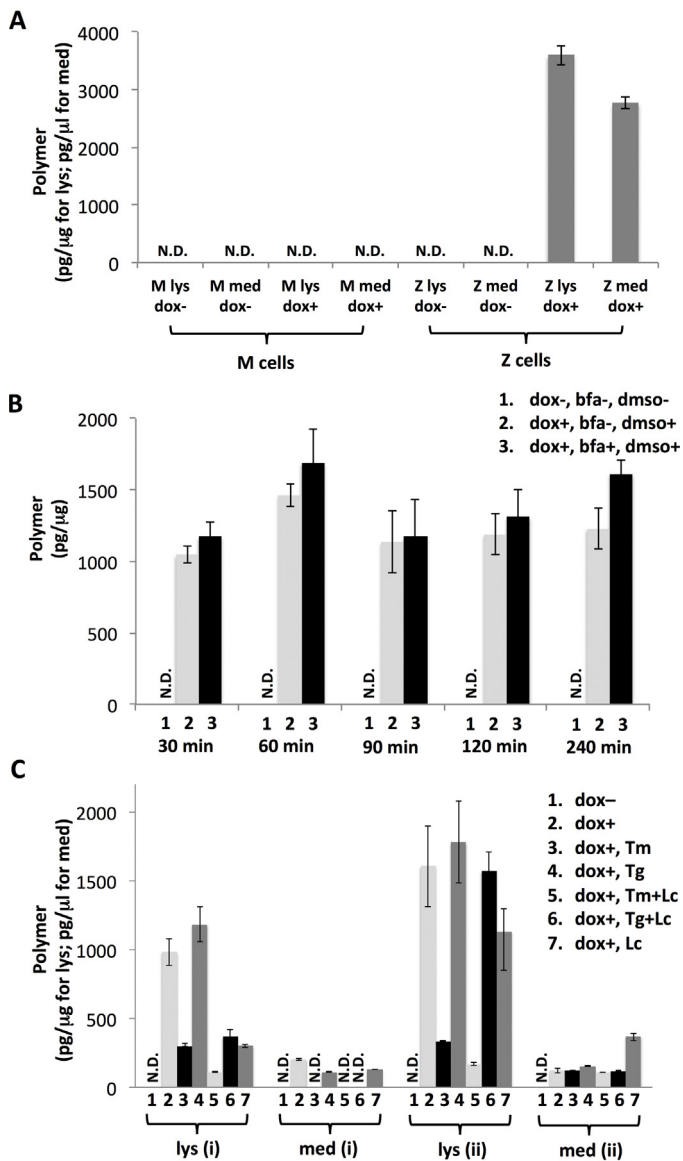 A
Polymer
(pg/µg for lys; pg/µl for med)
4000
3000
2000
1000
0
N.D. N.D. N.D. N.D. N.D. N.D.
M lys dox- M med dox- M lys dox+ M med dox+ Z lys dox- Z med dox- Z lys dox+ Z med dox+
M cells Z cells
B
1. dox-, bfa-, dmso-
2. dox+, bfa-, dmso+
3. dox+, bfa+, dmso+
Polymer
(pg/µg)
2000
1500
1000
500
0
N.D. N.D. N.D. N.D. N.D.
1 2 3 1 2 3 1 2 3 1 2 3 1 2 3
30 min 60 min 90 min 120 min 240 min
C
1. dox–
2. dox+
3. dox+, Tm
4. dox+, Tg
5. dox+, Tm+Lc
6. dox+, Tg+Lc
7. dox+, Lc
Polymer
(pg/µg for lys; pg/µl for med)
2000
1500
1000
500
0
N.D. N.D. N.D. N.D. N.D. N.D. N.D.
1 2 3 4 5 6 7 1 2 3 4 5 6 7 1 2 3 4 5 6 7 1 2 3 4 5 6 7
lys (i) med (i) lys (ii) med (ii)